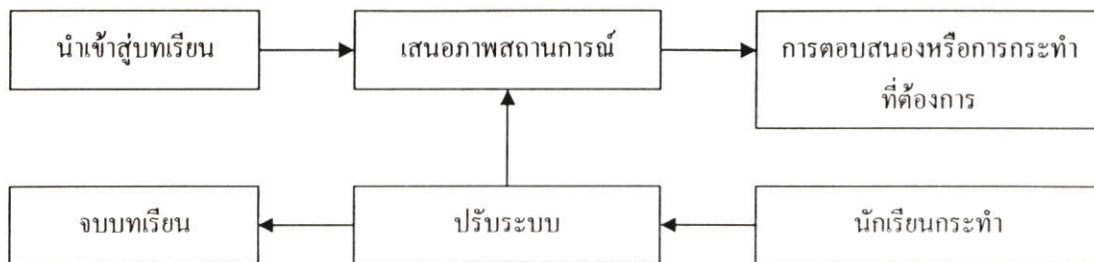 นำเข้าสู่บทเรียน
เสนอภาพสถานการณ์
การตอบสนองหรือการกระทำ
ที่ต้องการ
จบบทเรียน
ปรับระบบ
นักเรียนกระทำ